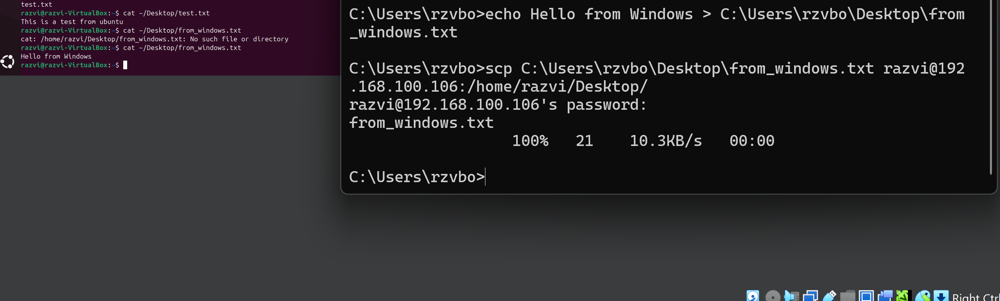 test.txt
razvi@razvi-VirtualBox:~$ cat ~/Desktop/test.txt
This is a test from ubuntu
razvi@razvi-VirtualBox:~$ cat ~/Desktop/from_windows.txt
cat: /home/razvi/Desktop/from_windows.txt: No such file or directory
razvi@razvi-VirtualBox:~$ cat ~/Desktop/from_windows.txt
Hello from Windows
razvi@razvi-VirtualBox:~$
C:\Users\rzvbo>echo Hello from Windows > C:\Users\rzvbo\Desktop\from
_windows.txt
C:\Users\rzvbo>scp C:\Users\rzvbo\Desktop\from_windows.txt razvi@192
.168.100.106:/home/razvi/Desktop/
razvi@192.168.100.106's password:
from_windows.txt
100% 21 10.3KB/s 00:00
C:\Users\rzvbo>
Right Ctrl